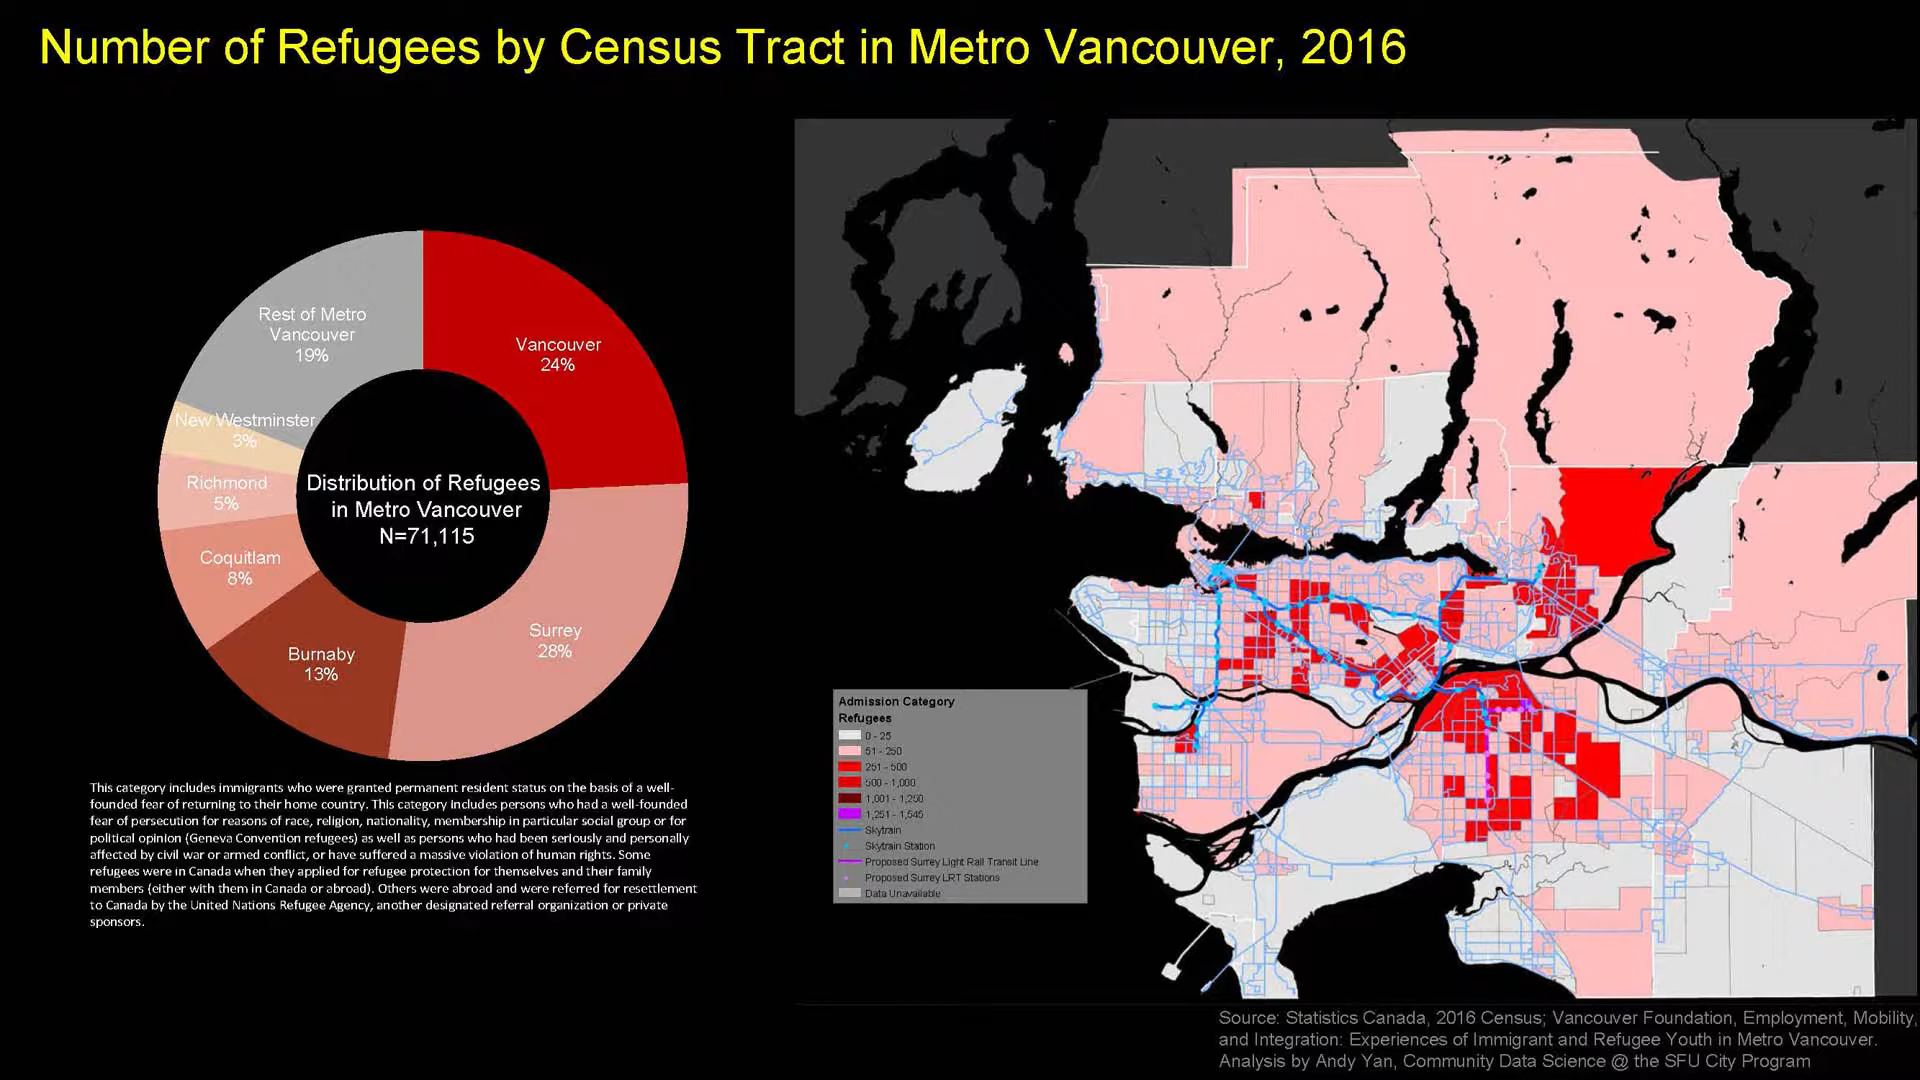 Number of Refugees by Census Tract in Metro Vancouver, 2016
Rest of Metro
Vancouver
19%
Vancouver
24%
New Westminster
3%
Richmond
5%
Distribution of Refugees
in Metro Vancouver
N=71,115
Coquitlam
8%
Surrey
28%
Burnaby
13%
This category includes immigrants who were granted permanent resident status on the basis of a well-
founded fear of returning to their home country. This category includes persons who had a well-founded
fear of persecution for reasons of race, religion, nationality, membership in particular social group or for
political opinion (Geneva Convention refugees) as well as persons who had been seriously and personally
affected by civil war or armed conflict, or have suffered a massive violation of human rights. Some
refugees were in Canada when they applied for refugee protection for themselves and their family
members (either with them in Canada or abroad). Others were abroad and were referred for resettlement
to Canada by the United Nations Refugee Agency, another designated referral organization or private
sponsors.
Admission Category
Refugees
0 - 25
51 - 250
251 - 500
500 - 1,000
1,001 - 1,250
1,251 - 1,545
Skytrain
Skytrain Station
Proposed Surrey Light Rail Transit Line
Proposed Surrey LRT Stations
Data Unavailable
Source: Statistics Canada, 2016 Census; Vancouver Foundation, Employment, Mobility,
and Integration: Experiences of Immigrant and Refugee Youth in Metro Vancouver.
Analysis by Andy Yan, Community Data Science @ the SFU City Program